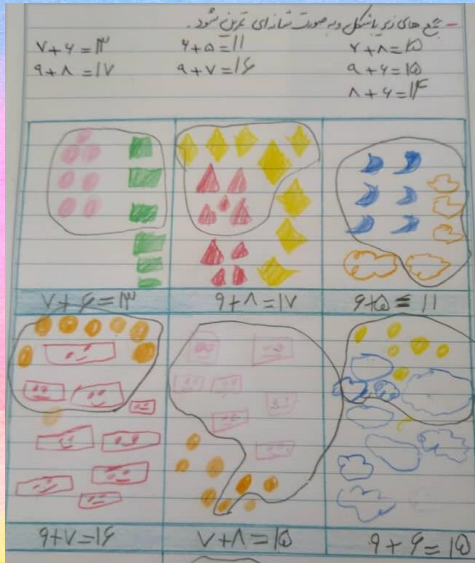 - جمع های زیر با شکل و به صورت تمرین شود.
۷+۶=۱۳ ۶+۵=۱۱ ۷+۸=۱۵
۹+۸=۱۷ ۹+۷=۱۶ ۹+۶=۱۵
۸+۶=۱۴
۷+۶=۱۳ ۹+۸=۱۷ ۶+۵=۱۱
۹+۷=۱۶ ۷+۸=۱۵ ۹+۶=۱۵